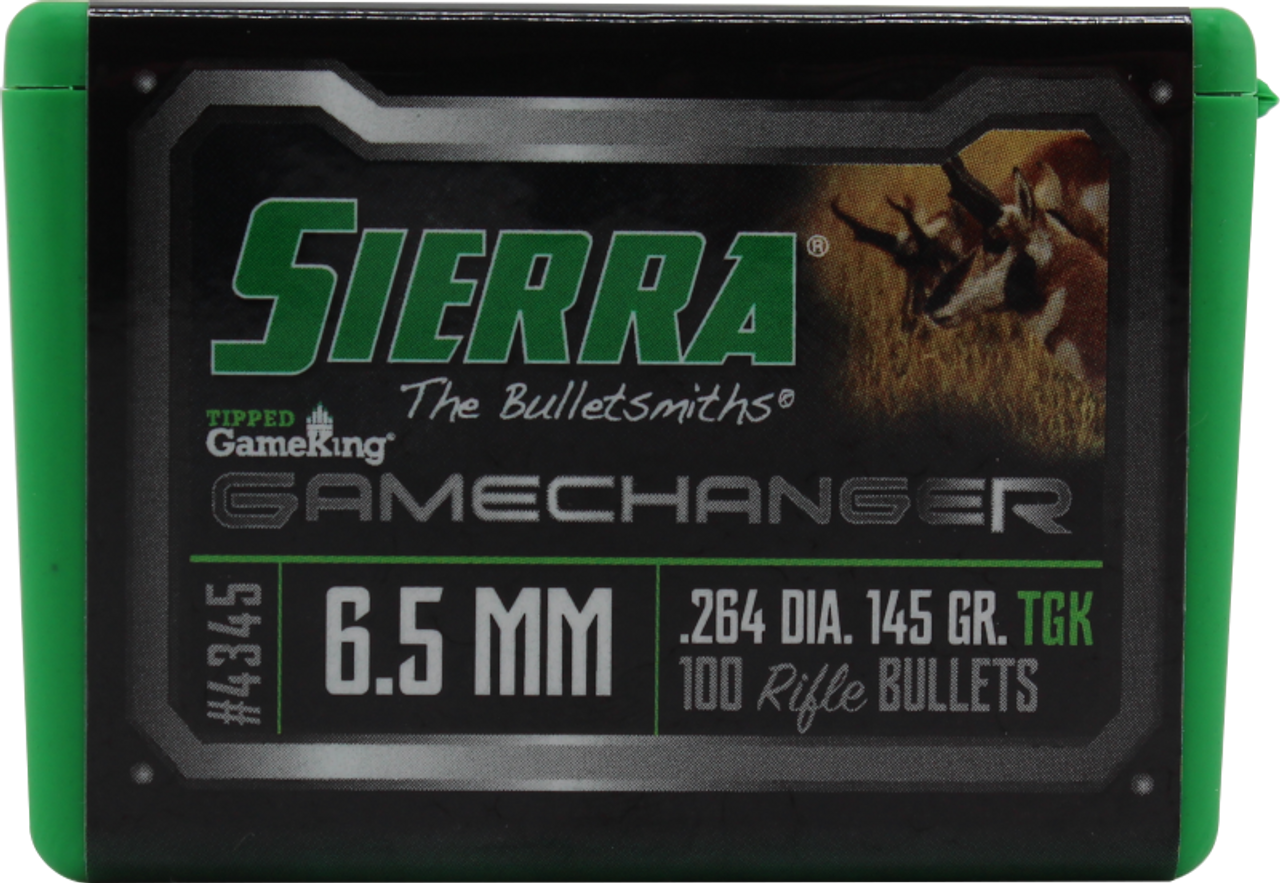 SIERRA®
The Bulletsmiths®
TIPPED
GameKing®
GAMECHANGER
#4345
6.5 MM
.264 DIA. 145 GR. TGK
100 Rifle BULLETS